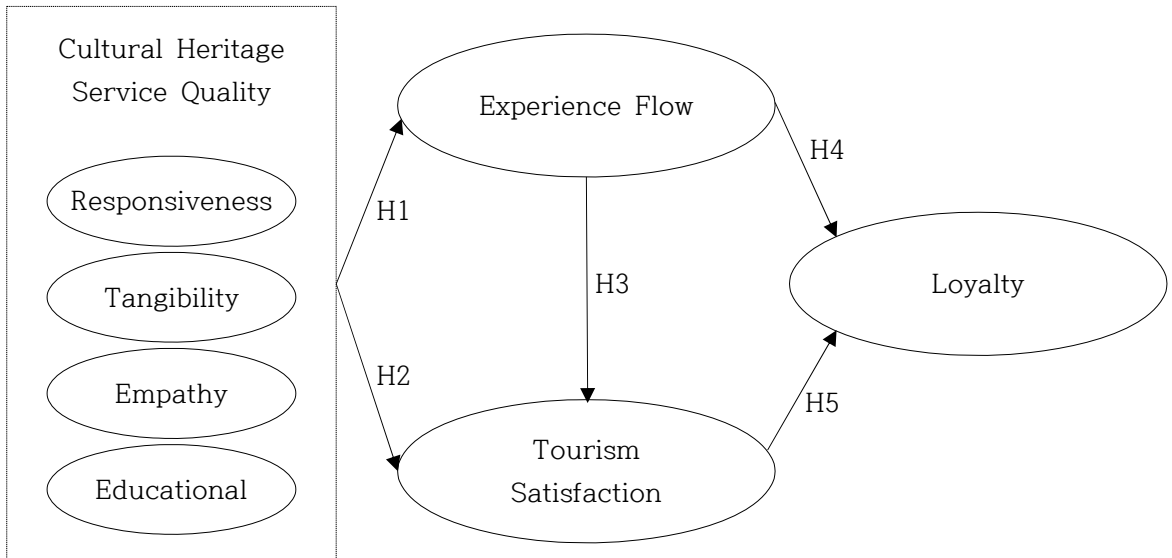 Cultural Heritage
Service Quality
Responsiveness
Tangibility
Empathy
Educational
H1
H2
Experience Flow
H3
Tourism
Satisfaction
H4
H5
Loyalty